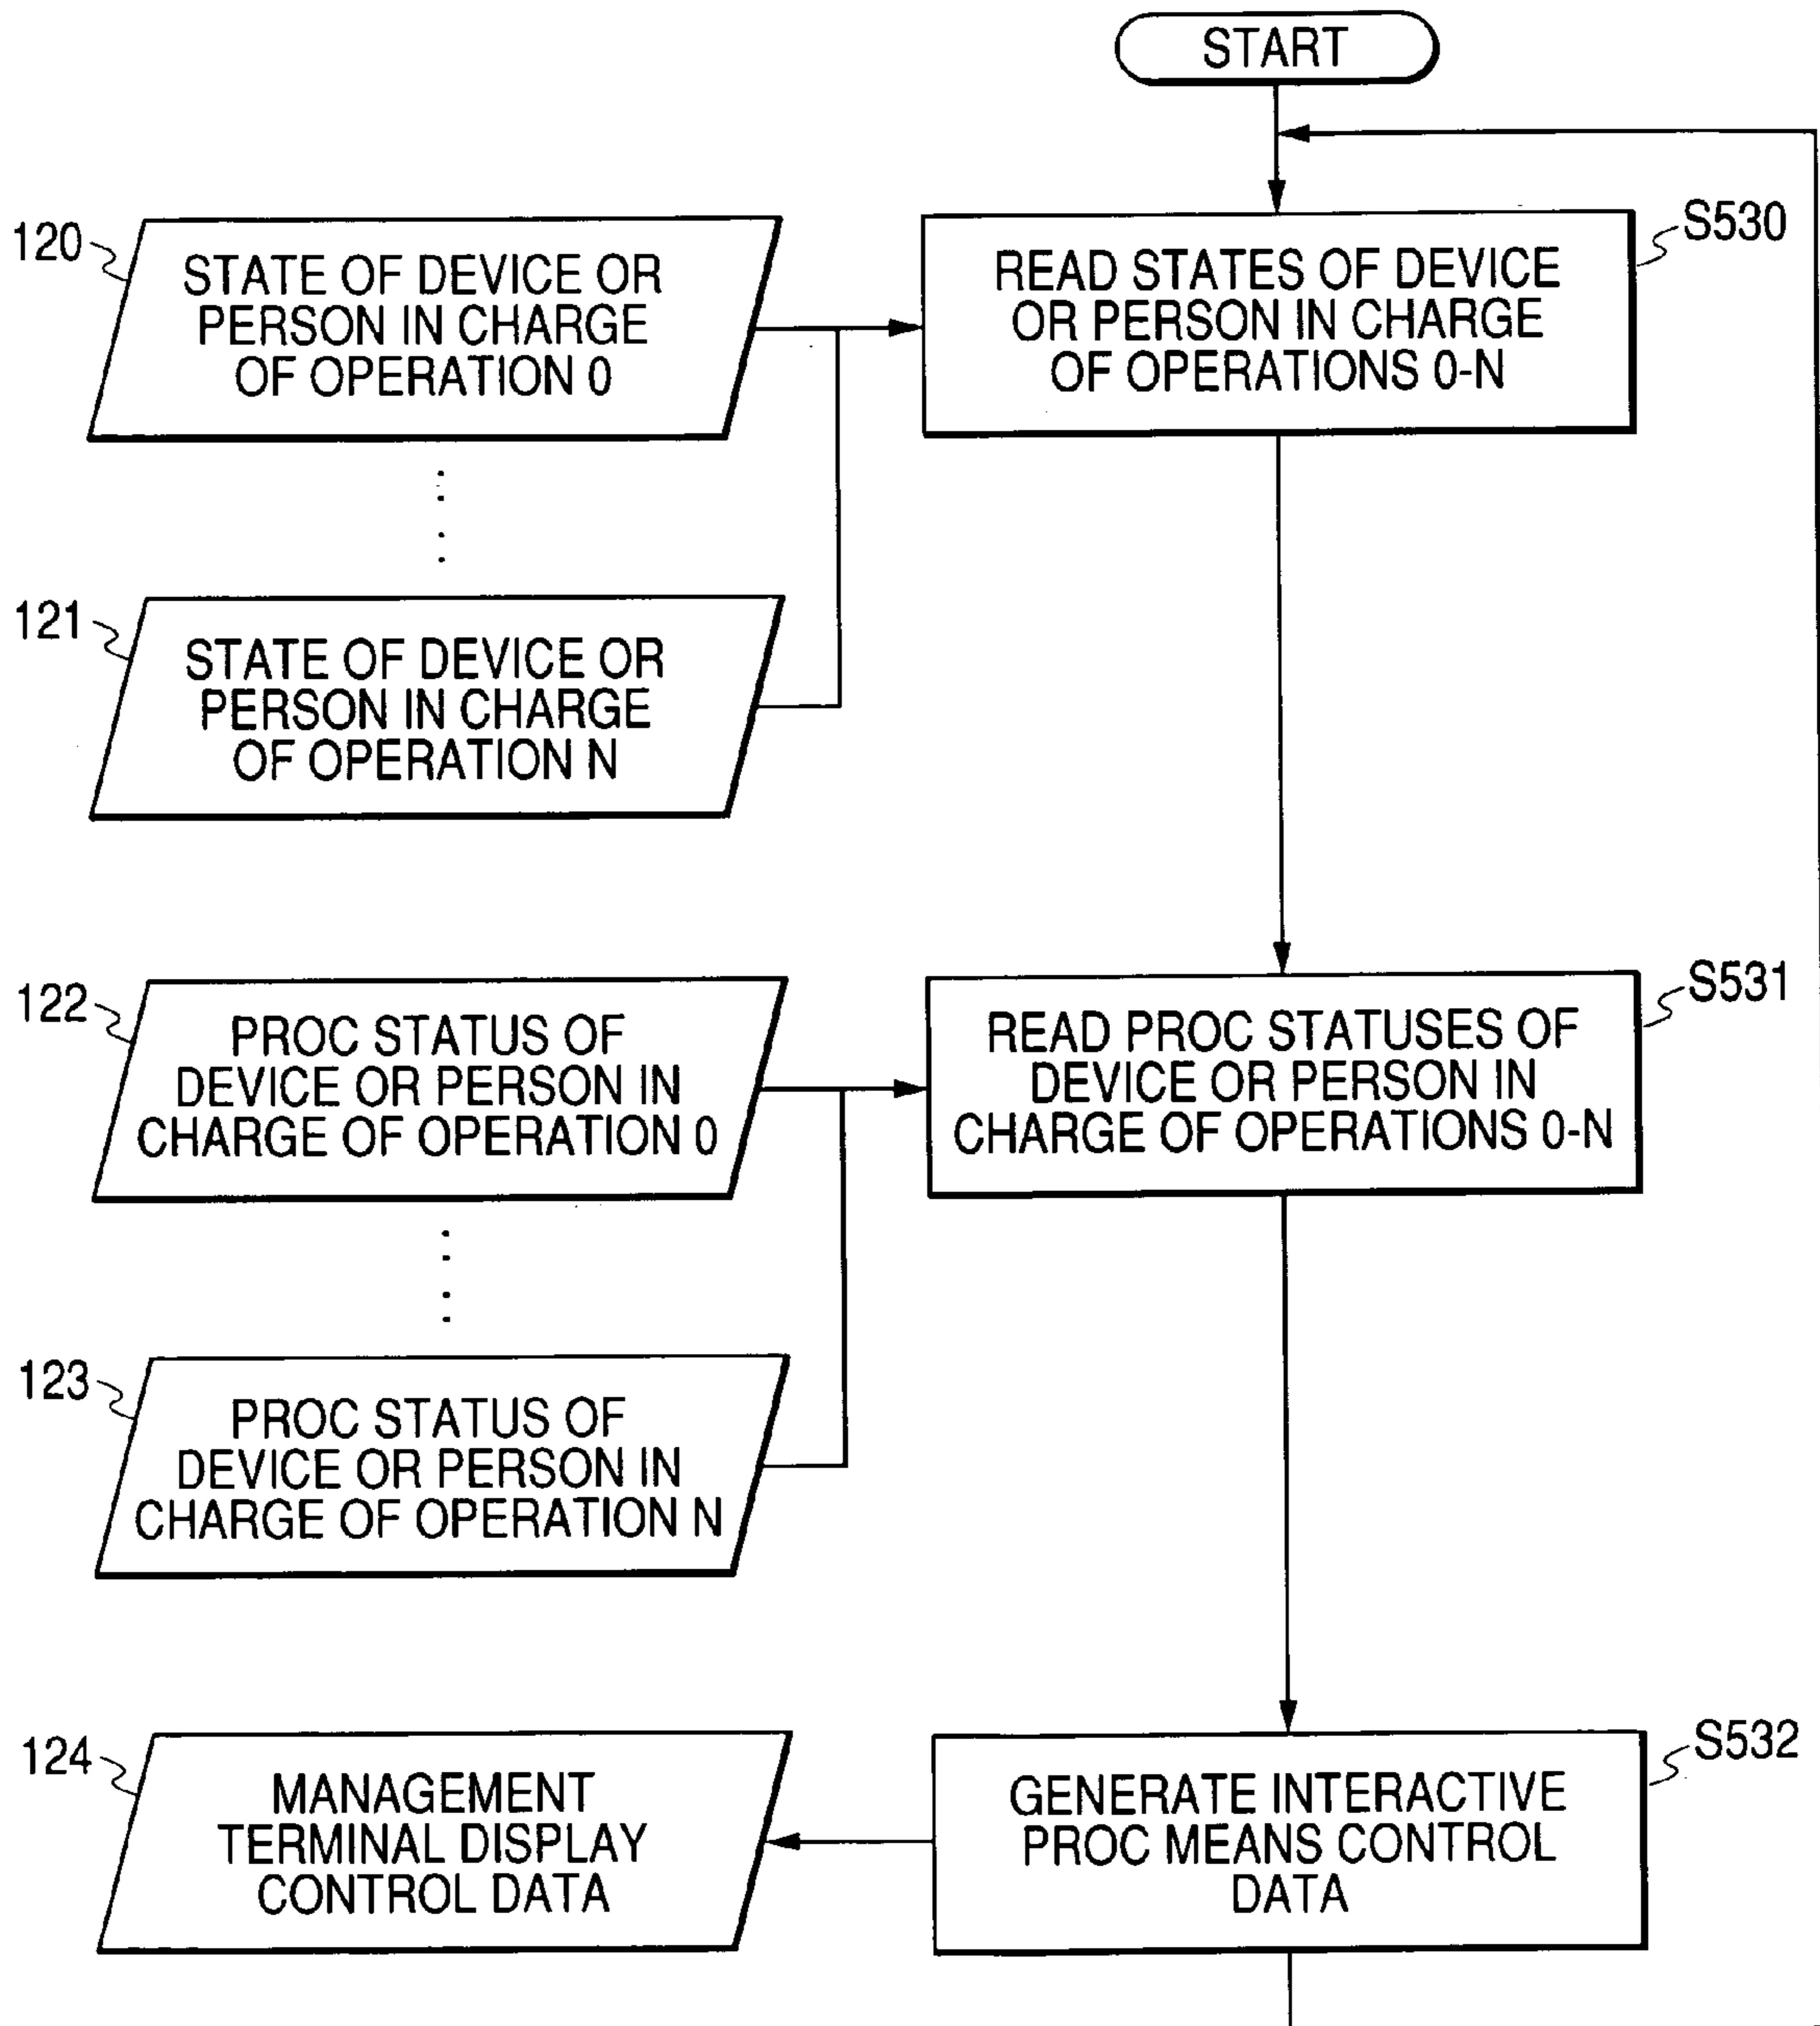 START
120
STATE OF DEVICE OR
PERSON IN CHARGE
OF OPERATION 0
READ STATES OF DEVICE
OR PERSON IN CHARGE
OF OPERATIONS 0-N
S530
121
STATE OF DEVICE OR
PERSON IN CHARGE
OF OPERATION N
122
PROC STATUS OF
DEVICE OR PERSON IN
CHARGE OF OPERATION 0
READ PROC STATUSES OF
DEVICE OR PERSON IN
CHARGE OF OPERATIONS 0-N
S531
123
PROC STATUS OF
DEVICE OR PERSON IN
CHARGE OF OPERATION N
124
MANAGEMENT
TERMINAL DISPLAY
CONTROL DATA
GENERATE INTERACTIVE
PROC MEANS CONTROL
DATA
S532